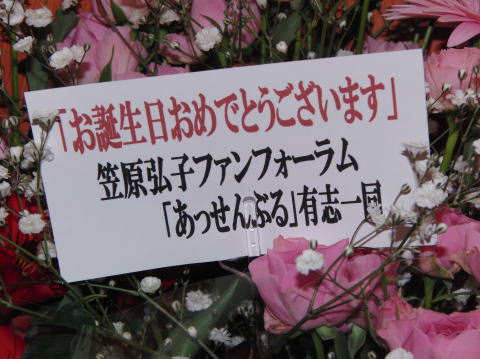 「お誕生日おめでとうございます」
笠原弘子ファンフォーラム
「あっせんぶる」有志一同